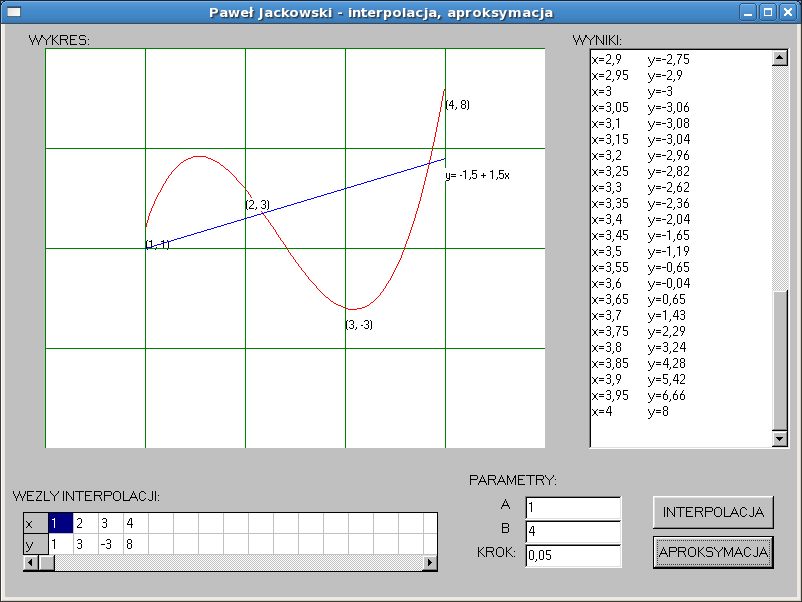 Paweł Jackowski - interpolacja, aproksymacja
WYKRES:
(4, 8)
y= -1,5 + 1,5x
(2, 3)
(1, 1)
(3, -3)
WYNIKI:
x=2,9 y=-2,75
x=2,95 y=-2,9
x=3 y=-3
x=3,05 y=-3,06
x=3,1 y=-3,08
x=3,15 y=-3,04
x=3,2 y=-2,96
x=3,25 y=-2,82
x=3,3 y=-2,62
x=3,35 y=-2,36
x=3,4 y=-2,04
x=3,45 y=-1,65
x=3,5 y=-1,19
x=3,55 y=-0,65
x=3,6 y=-0,04
x=3,65 y=0,65
x=3,7 y=1,43
x=3,75 y=2,29
x=3,8 y=3,24
x=3,85 y=4,28
x=3,9 y=5,42
x=3,95 y=6,66
x=4 y=8
WEZLY INTERPOLACJI:
x 1 2 3 4
y 1 3 -3 8
PARAMETRY:
A 1
B 4
KROK: 0,05
INTERPOLACJA
APROKSYMACJA